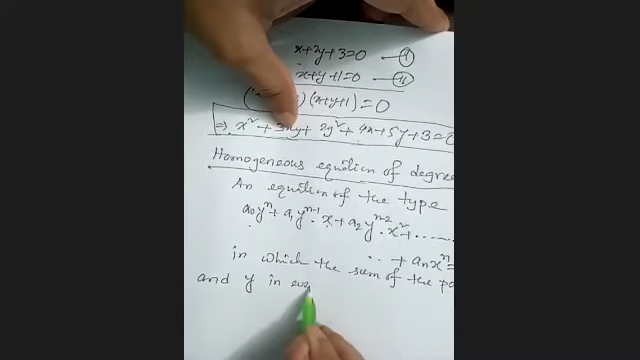 x+2y+3=0 — (i)
x+y+1=0 — (ii)
(x+y+1)=0
⇒ x²+3xy+2y²+4x+5y+3=0
Homogeneous equation of degree
An equation of the type
a₀yⁿ+a₁yⁿ⁻¹.x+a₂yⁿ⁻².x²+......
..+aₙxⁿ=
in which the sum of the
and y in